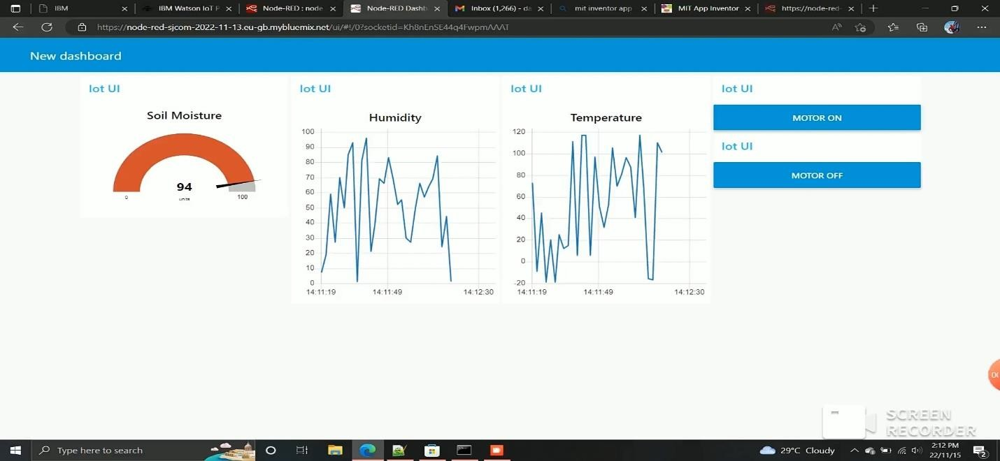 IBM
IBM Watson IoT P
Node-RED : node
Node-RED Dashb
Inbox (1,266) - da
mit inventor app
MIT App Inventor
https://node-red-
https://node-red-sjcom-2022-11-13.eu-gb.mybluemix.net/ui/#!/0?socketid=Kh8nEnSE44q4FwpmAAAT
New dashboard
Iot UI
Soil Moisture
94
units
0
100
Iot UI
Humidity
100
90
80
70
60
50
40
30
20
10
0
14:11:19
14:11:49
14:12:30
Iot UI
Temperature
120
100
80
60
40
20
0
-20
14:11:19
14:11:49
14:12:30
Iot UI
MOTOR ON
Iot UI
MOTOR OFF
00
SCREEN
RECORDER
Type here to search
29°C Cloudy
2:12 PM
22/11/15
2